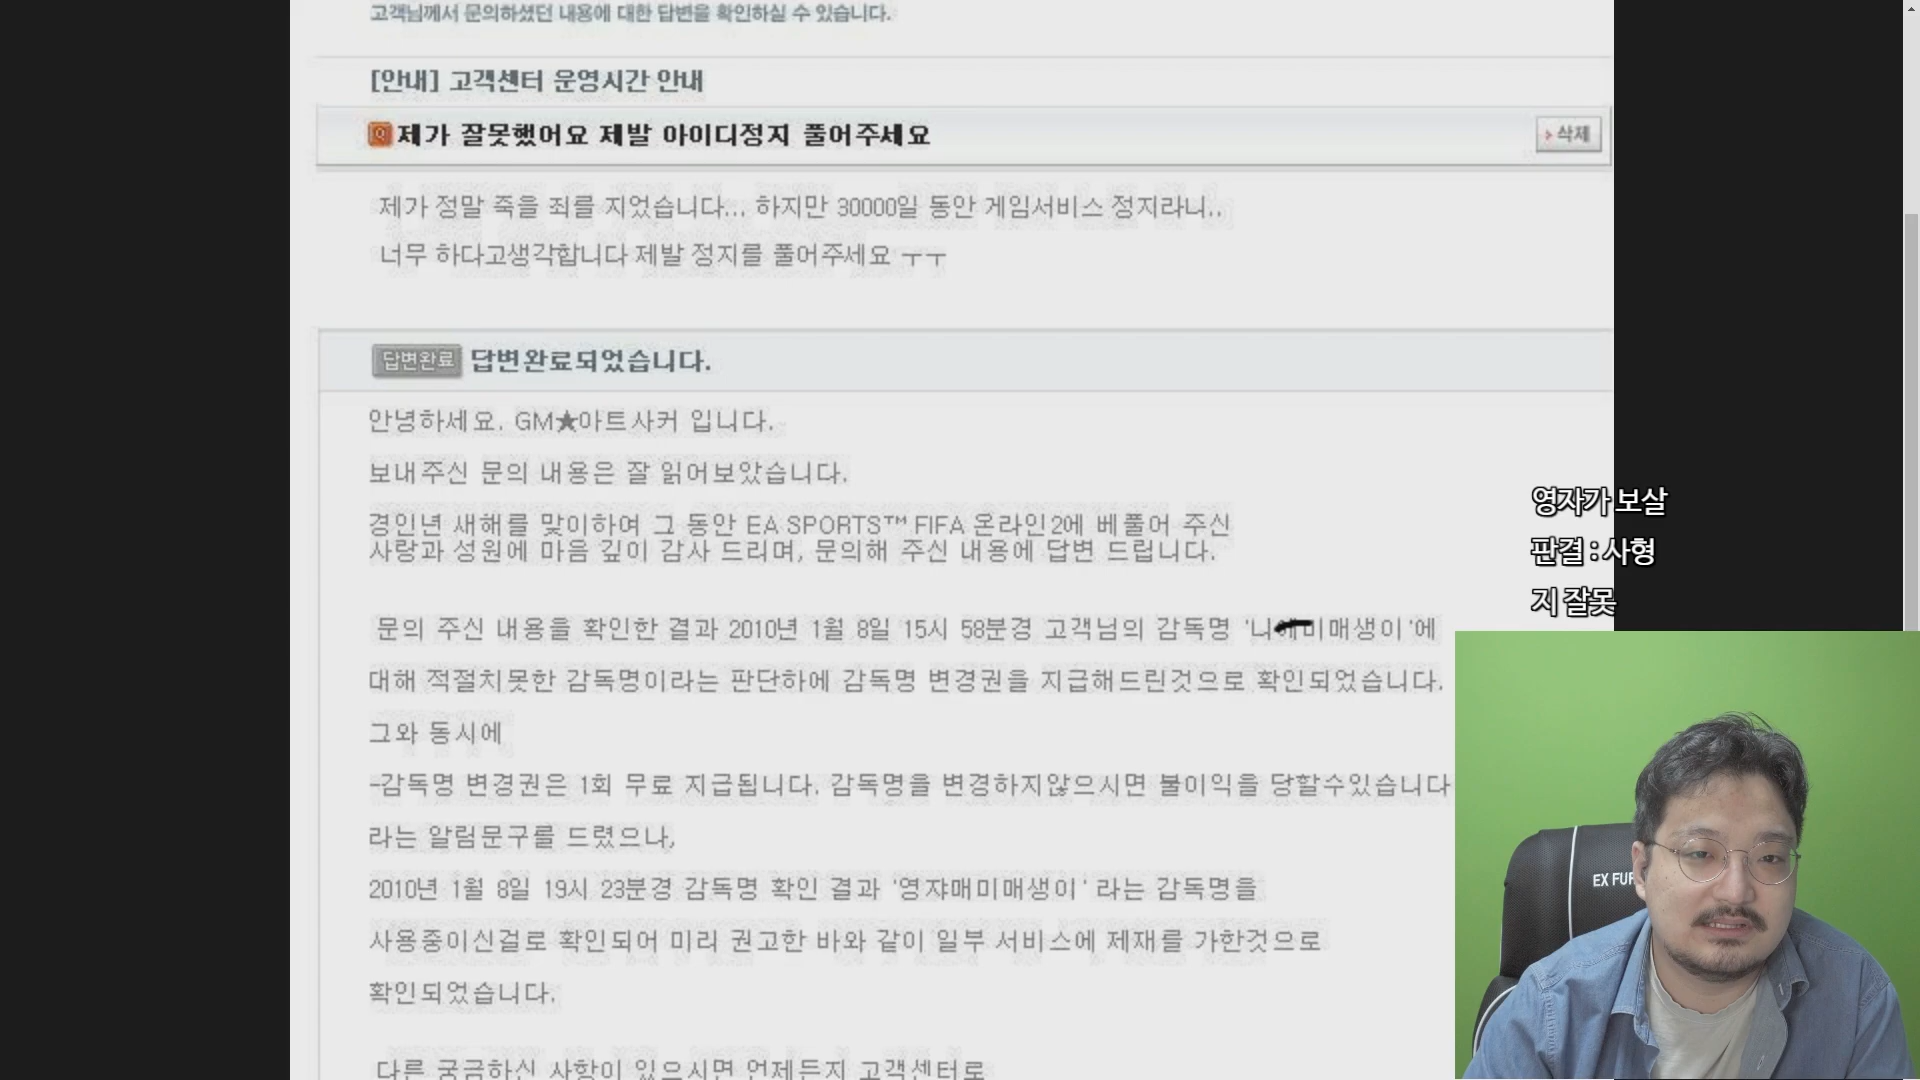 고객님께서 문의하셨던 내용에 대한 답변을 확인하실 수 있습니다.
[안내] 고객센터 운영시간 안내
Q 제가 잘못했어요 제발 아이디정지 풀어주세요
삭제
제가 정말 죽을 죄를 지었습니다... 하지만 30000일 동안 게임서비스 정지라니..
너무 하다고생각합니다 제발 정지를 풀어주세요 ㅜㅜ
답변완료 답변완료되었습니다.
안녕하세요. GM★아트사커 입니다.
보내주신 문의 내용은 잘 읽어보았습니다.
경인년 새해를 맞이하여 그 동안 EA SPORTS™ FIFA 온라인2에 베풀어 주신
사랑과 성원에 마음 깊이 감사 드리며, 문의해 주신 내용에 답변 드립니다.
문의 주신 내용을 확인한 결과 2010년 1월 8일 15시 58분경 고객님의 감독명 '니애미매생이'에
대해 적절치못한 감독명이라는 판단하에 감독명 변경권을 지급해드린것으로 확인되었습니다.
그와 동시에
-감독명 변경권은 1회 무료 지급됩니다. 감독명을 변경하지않으시면 불이익을 당할수있습니다
라는 알림문구를 드렸으나,
2010년 1월 8일 19시 23분경 감독명 확인 결과 '영쟈매미매생이' 라는 감독명을
사용중이신걸로 확인되어 미리 권고한 바와 같이 일부 서비스에 제재를 가한것으로
확인되었습니다.
다른 궁금하신 사항이 있으시면 언제든지 고객센터로
영자가 보살
판결 : 사형
지 잘못
EX FUR